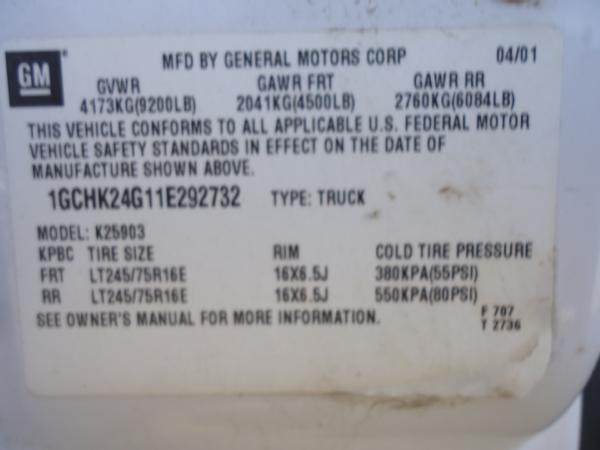 GM
MFD BY GENERAL MOTORS CORP 04/01
GVWR GAWR FRT GAWR RR
4173KG(9200LB) 2041KG(4500LB) 2760KG(6084LB)
THIS VEHICLE CONFORMS TO ALL APPLICABLE U.S. FEDERAL MOTOR
VEHICLE SAFETY STANDARDS IN EFFECT ON THE DATE OF
MANUFACTURE SHOWN ABOVE.
1GCHK24G11E292732 TYPE: TRUCK
MODEL: K25903
KPBC TIRE SIZE RIM COLD TIRE PRESSURE
FRT LT245/75R16E 16X6.5J 380KPA(55PSI)
RR LT245/75R16E 16X6.5J 550KPA(80PSI)
SEE OWNER'S MANUAL FOR MORE INFORMATION.
F 707
T 2736